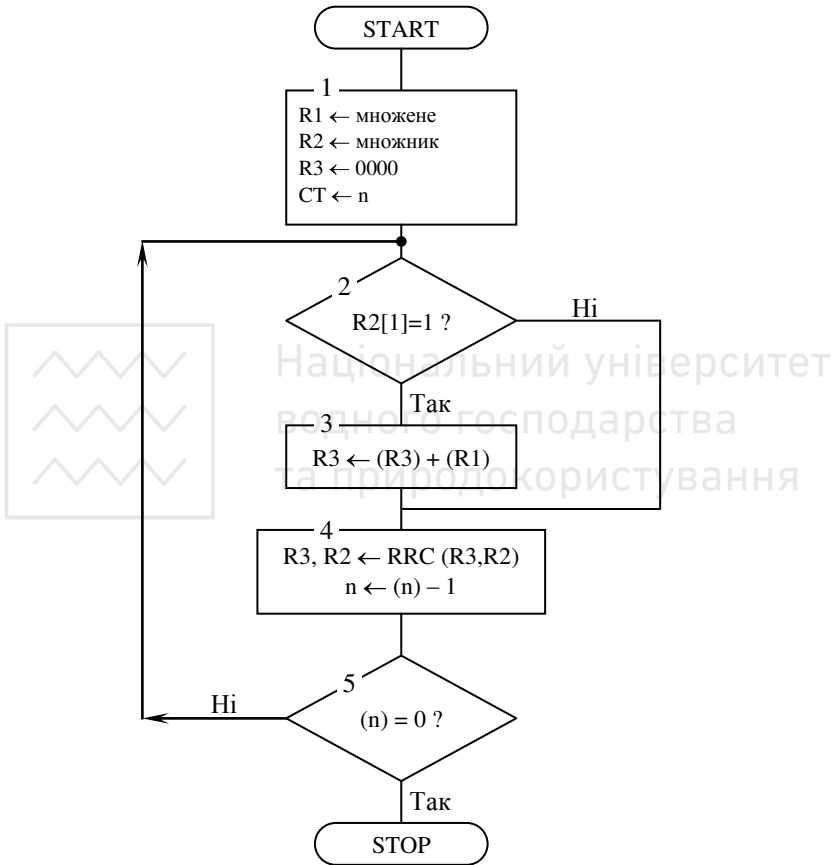 START
1
R1 ← множене
R2 ← множник
R3 ← 0000
CT ← n
2
R2[1]=1 ?
Ні
Так
3
R3 ← (R3) + (R1)
4
R3, R2 ← RRC (R3,R2)
n ← (n) – 1
5
(n) = 0 ?
Ні
Так
STOP
Національний університет
водного господарства
та природокористування